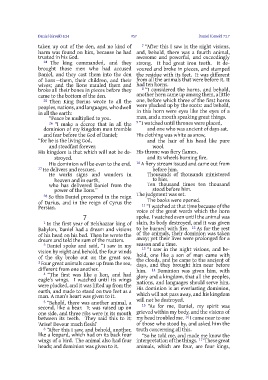 Daniel Himself 6:24
857
Daniel Himself 7:17
taken up out of the den, and no kind of
harm was found on him, because he had
trusted in his God.
24 The king commanded, and they
brought those men who had accused
Daniel, and they cast them into the den
of lions—them, their children, and their
wives; and the lions mauled them and
broke all their bones in pieces before they
came to the bottom of the den.
25 Then king Darius wrote to all the
peoples, nations, and languages, who dwell
in all the earth:
“Peace be multiplied to you.
26 “I make a decree that in all the
dominion of my kingdom men tremble
and fear before the God of Daniel;
“for he is the living God,
and steadfast forever.
His kingdom is that which will not be de-
stroyed.
His dominion will be even to the end.
27 He delivers and rescues.
He works signs and wonders in
heaven and in earth,
who has delivered Daniel from the
power of the lions.”
28 So this Daniel prospered in the reign
of Darius, and in the reign of Cyrus the
Persian.
7
1 In the first year of Belshazzar king of
Babylon, Daniel had a dream and visions
of his head on his bed. Then he wrote the
dream and told the sum of the matters.
2 Daniel spoke and said, “I saw in my
vision by night, and behold, the four winds
of the sky broke out on the great sea.
3 Four great animals came up from the sea,
different from one another.
4 “The first was like a lion, and had
eagle’s wings. I watched until its wings
were plucked, and it was lifted up from the
earth, and made to stand on two feet as a
man. A man’s heart was given to it.
5 “Behold, there was another animal, a
second, like a bear. It was raised up on
one side, and three ribs were in its mouth
between its teeth. They said this to it:
‘Arise! Devour much flesh!’
6 “After this I saw, and behold, another,
like a leopard, which had on its back four
wings of a bird. The animal also had four
heads; and dominion was given to it.
7 “After this I saw in the night visions,
and, behold, there was a fourth animal,
awesome and powerful, and exceedingly
strong. It had great iron teeth. It de-
voured and broke in pieces, and stamped
the residue with its feet. It was different
from all the animals that were before it. It
had ten horns.
8 “I considered the horns, and behold,
another horn came up among them, a little
one, before which three of the first horns
were plucked up by the roots: and behold,
in this horn were eyes like the eyes of a
man, and a mouth speaking great things.
9 “I watched until thrones were placed,
and one who was ancient of days sat.
His clothing was white as snow,
and the hair of his head like pure
wool.
His throne was fiery flames,
and its wheels burning fire.
10 A fiery stream issued and came out from
before him.
Thousands of thousands ministered
to him.
Ten thousand times ten thousand
stood before him.
The judgment was set.
The books were opened.
11 “I watched at that time because of the
voice of the great words which the horn
spoke. I watched even until the animal was
slain, its body destroyed, and it was given
to be burned with fire. 12 As for the rest
of the animals, their dominion was taken
away; yet their lives were prolonged for a
season and a time.
13 “I saw in the night visions, and be-
hold, one like a son of man came with
the clouds, and he came to the ancient of
days, and they brought him near before
him. 14 Dominion was given him, with
glory and a kingdom, that all the peoples,
nations, and languages should serve him.
His dominion is an everlasting dominion,
which will not pass away, and his kingdom
will not be destroyed.
15 “As for me, Daniel, my spirit was
grieved within my body, and the visions of
my head troubled me. 16 I came near to one
of those who stood by, and asked him the
truth concerning all this.
“So he told me, and made me know the
interpretation of the things. 17 ‘These great
animals, which are four, are four kings,